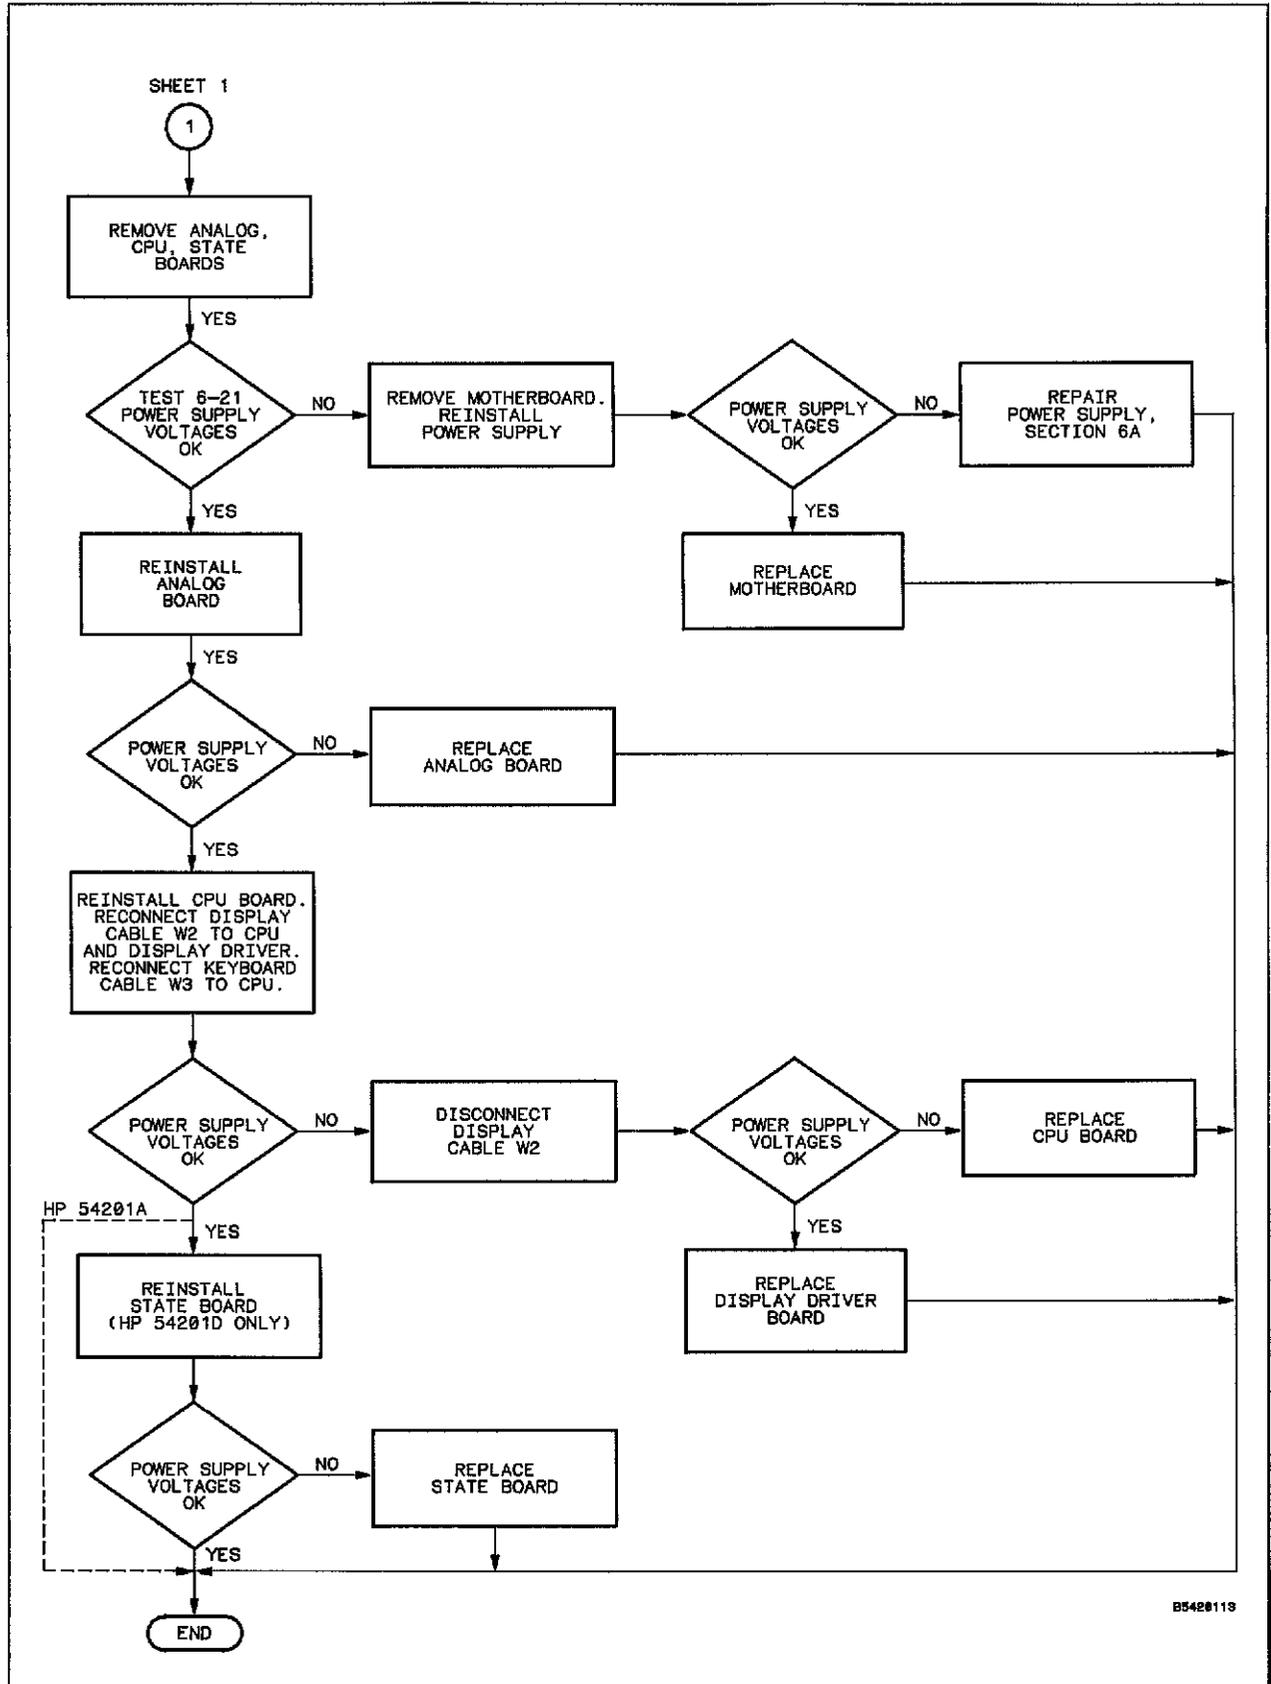 SHEET 1
1
REMOVE ANALOG,
CPU, STATE
BOARDS
YES
TEST 6-21
POWER SUPPLY
VOLTAGES
OK
NO
REMOVE MOTHERBOARD.
REINSTALL
POWER SUPPLY
POWER SUPPLY
VOLTAGES
OK
NO
REPAIR
POWER SUPPLY,
SECTION 6A
YES
YES
REINSTALL
ANALOG
BOARD
REPLACE
MOTHERBOARD
YES
POWER SUPPLY
VOLTAGES
OK
NO
REPLACE
ANALOG BOARD
YES
REINSTALL CPU BOARD.
RECONNECT DISPLAY
CABLE W2 TO CPU
AND DISPLAY DRIVER.
RECONNECT KEYBOARD
CABLE W3 TO CPU.
POWER SUPPLY
VOLTAGES
OK
NO
DISCONNECT
DISPLAY
CABLE W2
POWER SUPPLY
VOLTAGES
OK
NO
REPLACE
CPU BOARD
HP 54201A
YES
YES
REINSTALL
STATE BOARD
(HP 54201D ONLY)
REPLACE
DISPLAY DRIVER
BOARD
POWER SUPPLY
VOLTAGES
OK
NO
REPLACE
STATE BOARD
YES
END